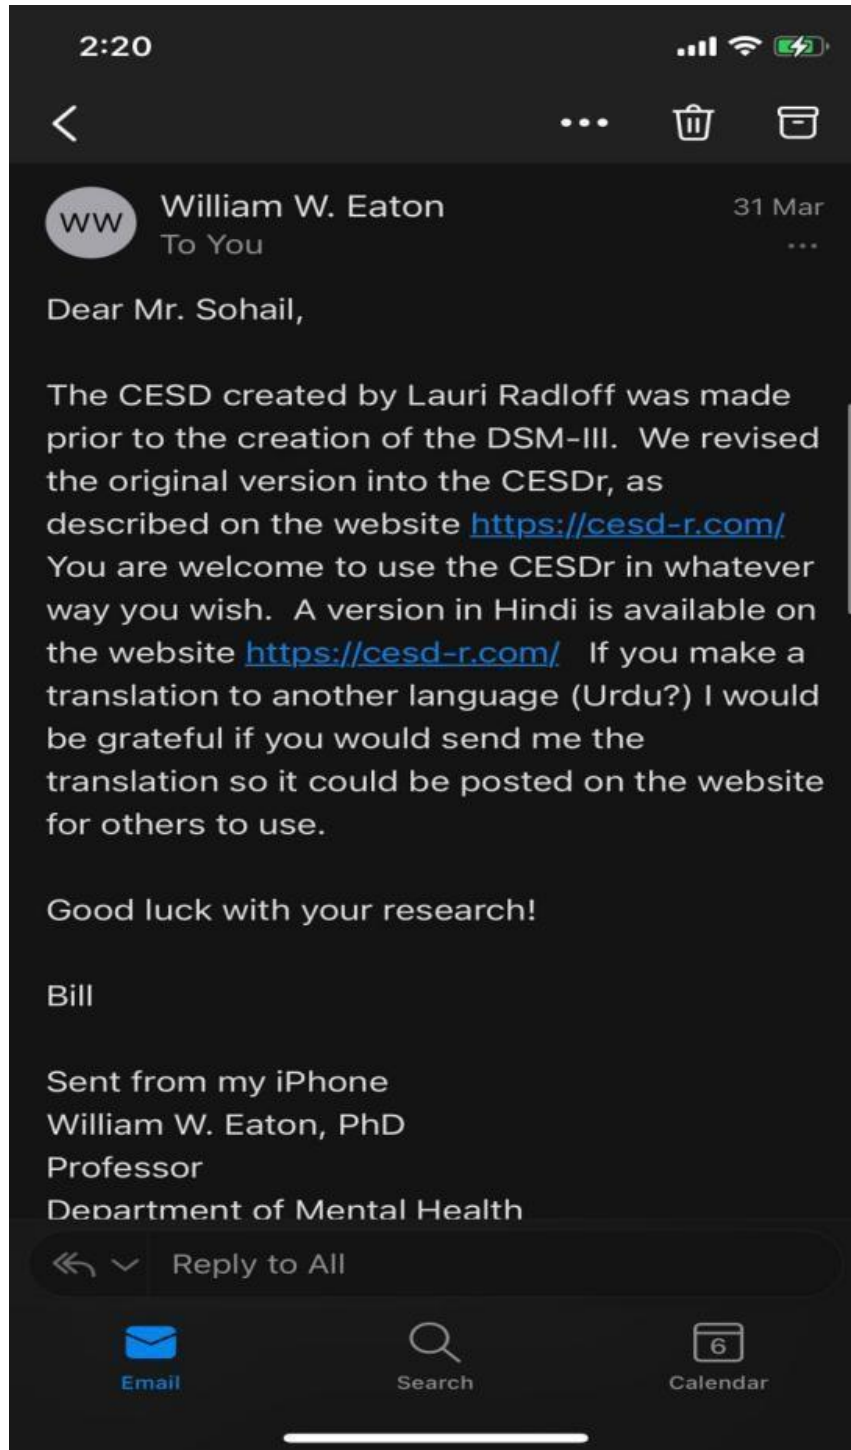 2:20
WW
William W. Eaton
31 Mar
To You
Dear Mr. Sohail,
The CESD created by Lauri Radloff was made
prior to the creation of the DSM-III.  We revised
the original version into the CESDr, as
described on the website https://cesd-r.com/
You are welcome to use the CESDr in whatever
way you wish.  A version in Hindi is available on
the website https://cesd-r.com/   If you make a
translation to another language (Urdu?) I would
be grateful if you would send me the
translation so it could be posted on the website
for others to use.
Good luck with your research!
Bill
Sent from my iPhone
William W. Eaton, PhD
Professor
Department of Mental Health
Reply to All
6
Email Search Calendar